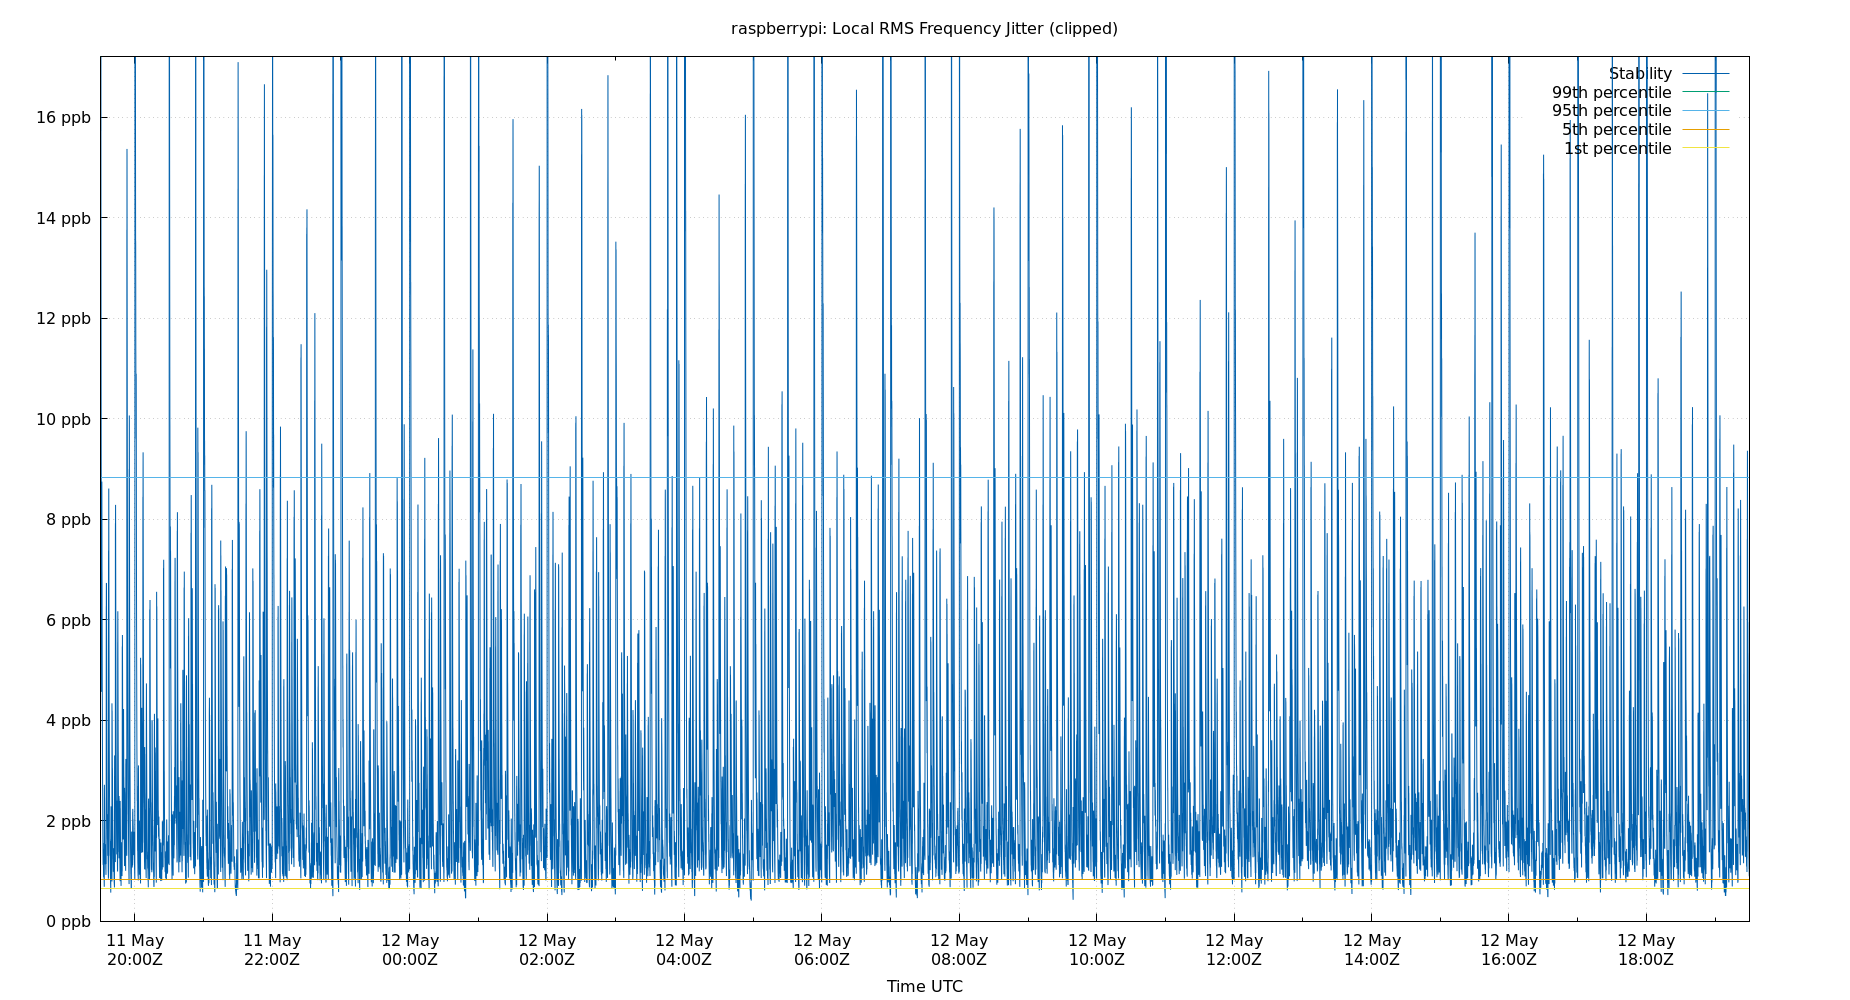 raspberrypi: Local RMS Frequency Jitter (clipped)
Stability
99th percentile
95th percentile
5th percentile
1st percentile
16 ppb
14 ppb
12 ppb
10 ppb
8 ppb
6 ppb
4 ppb
2 ppb
0 ppb
11 May 11 May 12 May 12 May 12 May 12 May 12 May 12 May 12 May 12 May 12 May 12 May
20:00Z 22:00Z 00:00Z 02:00Z 04:00Z 06:00Z 08:00Z 10:00Z 12:00Z 14:00Z 16:00Z 18:00Z
Time UTC